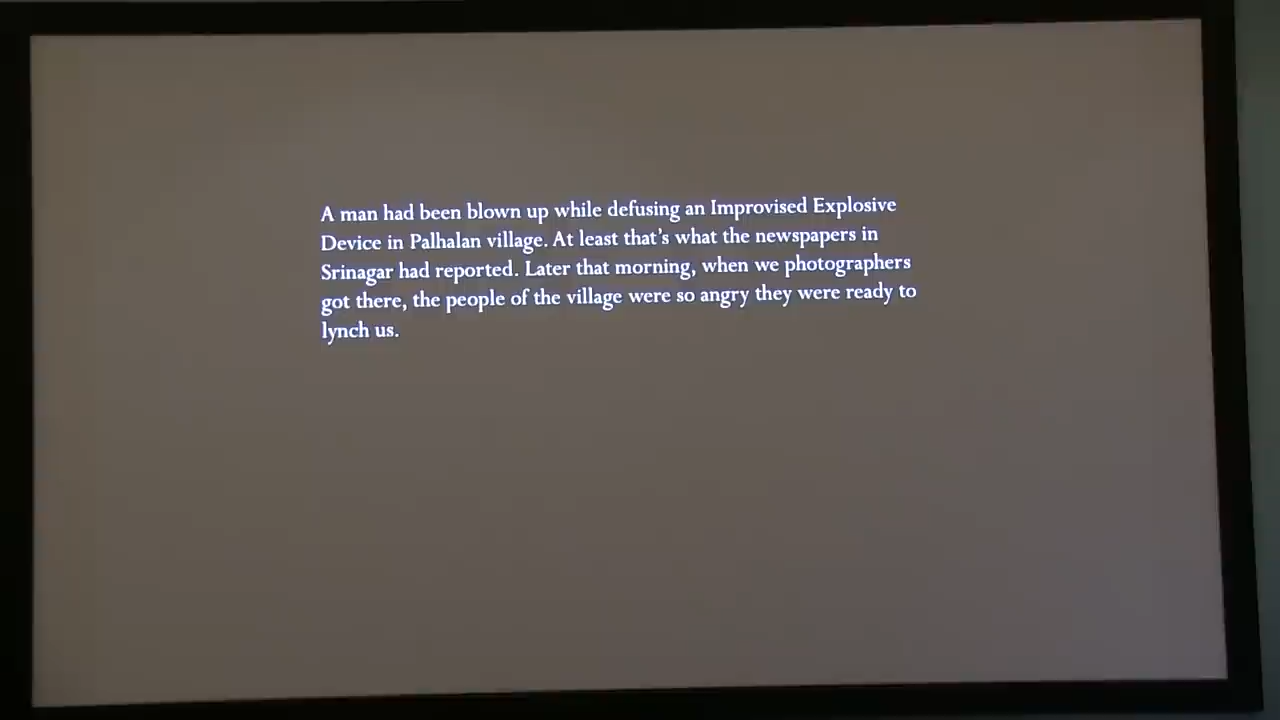 A man had been blown up while defusing an Improvised Explosive
Device in Palhalan village. At least that's what the newspapers in
Srinagar had reported. Later that morning, when we photographers
got there, the people of the village were so angry they were ready to
lynch us.